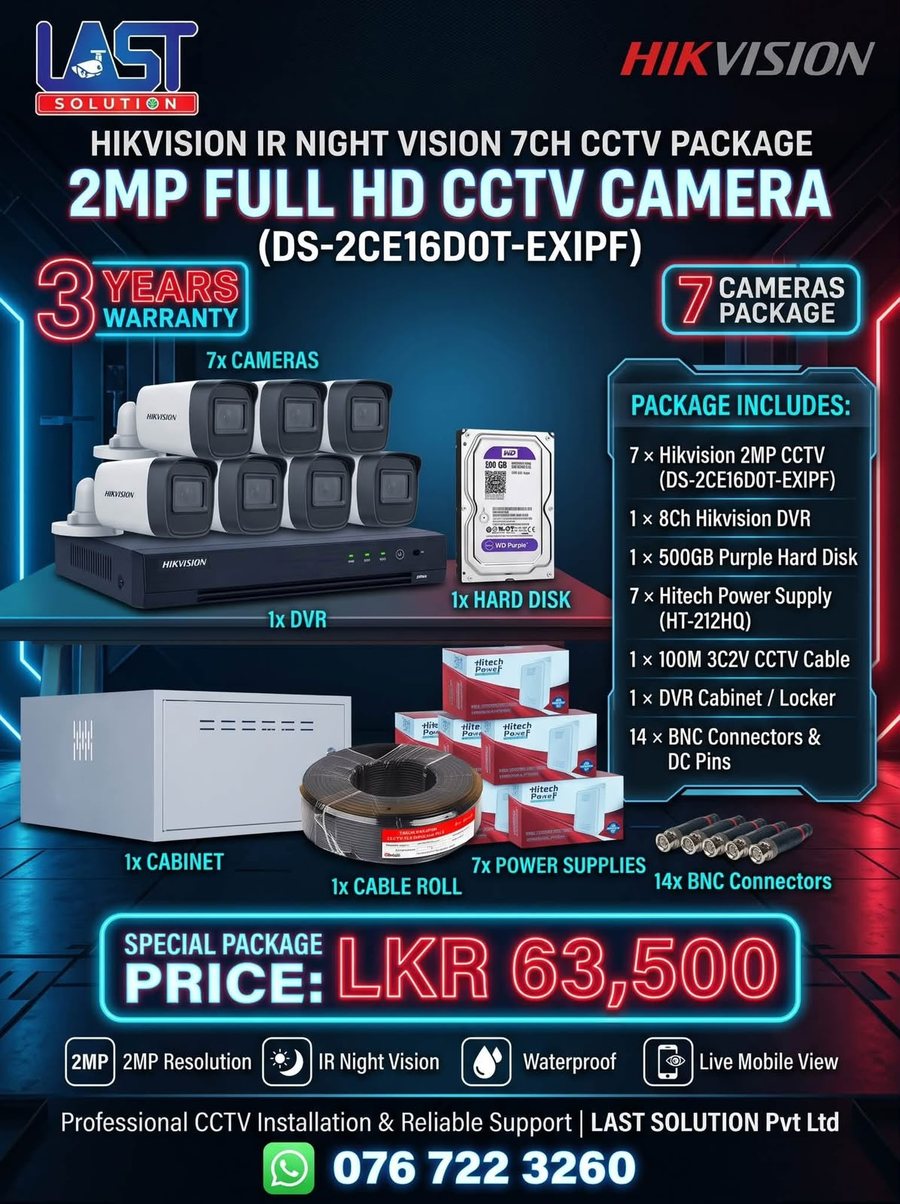 LAST
SOLUTION
HIKVISION
HIKVISION IR NIGHT VISION 7CH CCTV PACKAGE
2MP FULL HD CCTV CAMERA
(DS-2CE16D0T-EXIPF)
3 YEARS
WARRANTY
7 CAMERAS
PACKAGE
7x CAMERAS
HIKVISION
HIKVISION
HIKVISION
1x DVR
WD
500 GB
WD Purple
1x HARD DISK
PACKAGE INCLUDES:
7 × Hikvision 2MP CCTV
(DS-2CE16D0T-EXIPF)
1 × 8Ch Hikvision DVR
1 × 500GB Purple Hard Disk
7 × Hitech Power Supply
(HT-212HQ)
1 × 100M 3C2V CCTV Cable
1 × DVR Cabinet / Locker
14 × BNC Connectors &
DC Pins
Hitech
Power
Hitech
Power
Hitech
Power
1x CABINET
1x CABLE ROLL
7x POWER SUPPLIES
14x BNC Connectors
SPECIAL PACKAGE
PRICE: LKR 63,500
2MP 2MP Resolution
IR Night Vision
Waterproof
Live Mobile View
Professional CCTV Installation & Reliable Support | LAST SOLUTION Pvt Ltd
076 722 3260